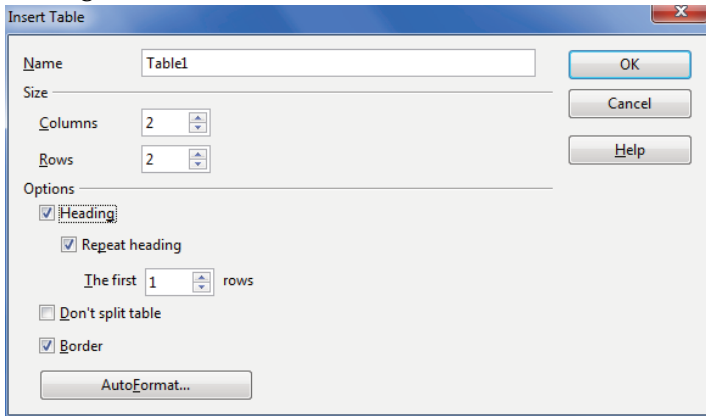 Insert Table
Name Table1 OK
Size
Cancel
Columns 2
Rows 2 Help
Options
Heading
Repeat heading
The first 1 rows
Don't split table
Border
AutoFormat...